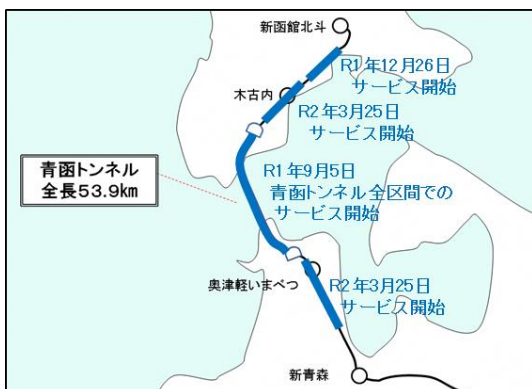 新函館北斗
R1年12月26日
サービス開始
木古内
R2年3月25日
サービス開始
青函トンネル
全長53.9km
R1年9月5日
青函トンネル全区間での
サービス開始
奥津軽いまべつ
R2年3月25日
サービス開始
新青森